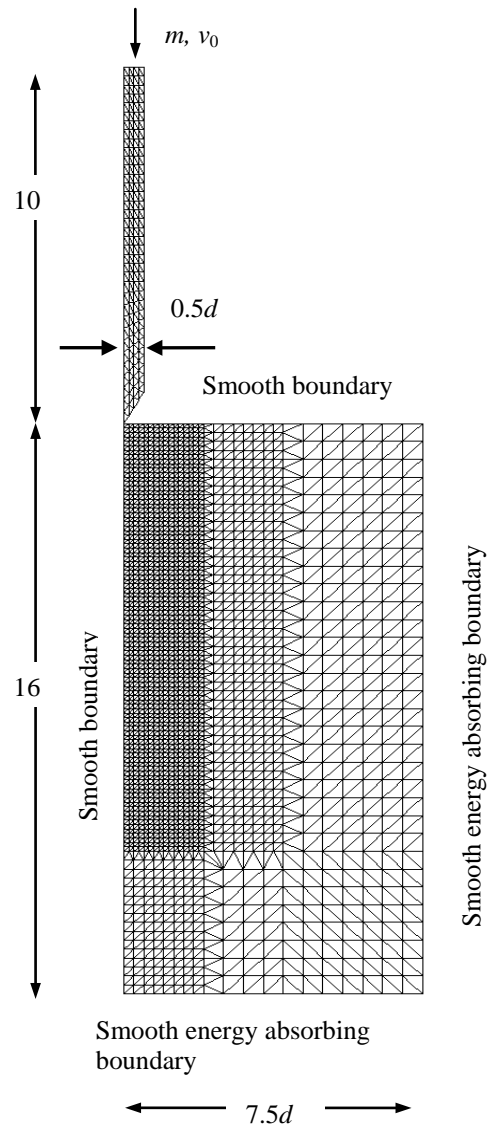 m, v0
10
0.5d
Smooth boundary
Smooth boundary
16
Smooth energy absorbing boundary
Smooth energy absorbing
boundary
7.5d